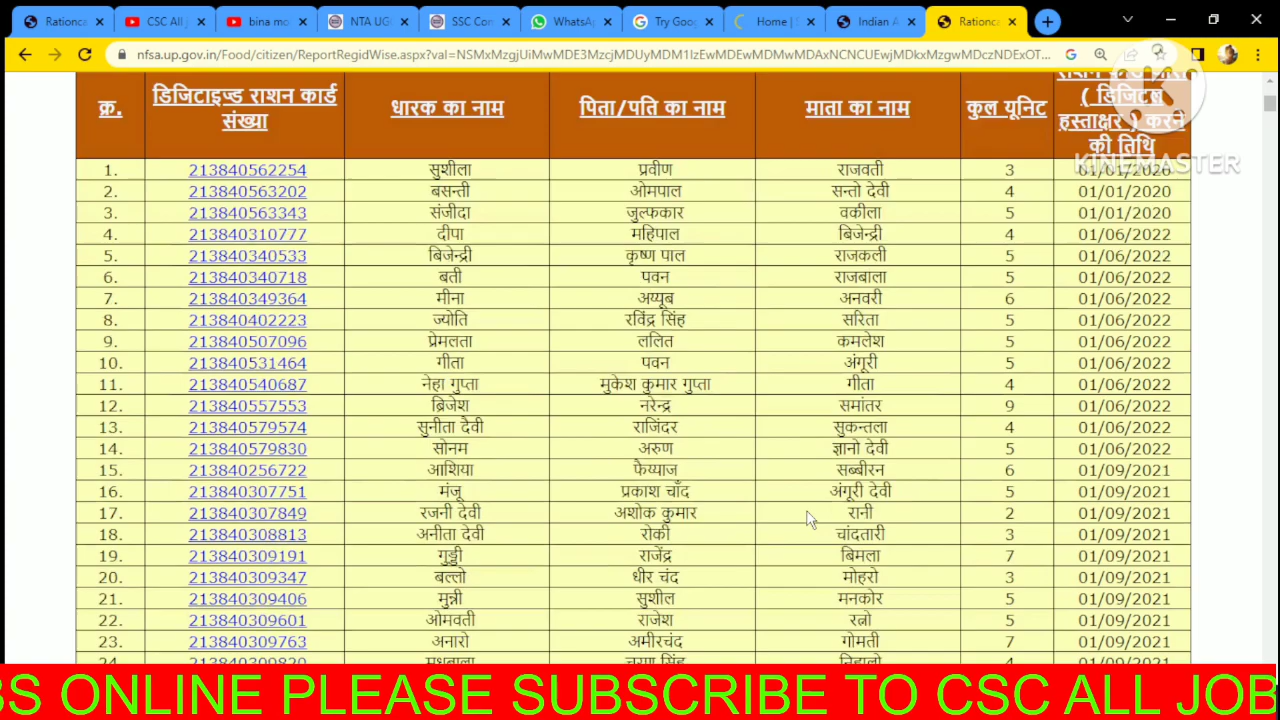 Rationca
CSC All j
bina mo
NTA UG
SSC Con
WhatsA
Try Goo
Home |
Indian A
Rationca
nfsa.up.gov.in/Food/citizen/ReportRegidWise.aspx?val=NSMxMzgjUiMwMDE3MzcjMDUyMDM1IzEwMDEwMDMwMDAxNCNCUEwjMDkxMzgwMDczNDExOT...
क्र. डिजिटाइज्ड राशन कार्ड संख्या धारक का नाम पिता/पति का नाम माता का नाम कुल यूनिट ( डिजिटल हस्ताक्षर ) करने की तिथि
KINEMASTER
1. 213840562254 सुशीला प्रवीण राजवती 3 01/01/2020
2. 213840563202 बसन्ती ओमपाल सन्तो देवी 4 01/01/2020
3. 213840563343 संजीदा जुल्फकार वकीला 5 01/01/2020
4. 213840310777 दीपा महिपाल बिजेन्द्री 4 01/06/2022
5. 213840340533 बिजेन्द्री कृष्ण पाल राजकली 5 01/06/2022
6. 213840340718 बती पवन राजबाला 5 01/06/2022
7. 213840349364 मीना अय्यूब अनवरी 6 01/06/2022
8. 213840402223 ज्योति रविंद्र सिंह सरिता 5 01/06/2022
9. 213840507096 प्रेमलता ललित कमलेश 5 01/06/2022
10. 213840531464 गीता पवन अंगूरी 5 01/06/2022
11. 213840540687 नेहा गुप्ता मुकेश कुमार गुप्ता गीता 4 01/06/2022
12. 213840557553 ब्रिजेश नरेन्द्र समांतर 9 01/06/2022
13. 213840579574 सुनीता दैवी राजिंदर सुकन्तला 4 01/06/2022
14. 213840579830 सोनम अरुण ज्ञानो देवी 5 01/06/2022
15. 213840256722 आशिया फैय्याज सब्बीरन 6 01/09/2021
16. 213840307751 मंजू प्रकाश चाँद अंगूरी देवी 5 01/09/2021
17. 213840307849 रजनी देवी अशोक कुमार रानी 2 01/09/2021
18. 213840308813 अनीता देवी रोकी चांदतारी 3 01/09/2021
19. 213840309191 गुड्डी राजेंद्र बिमला 7 01/09/2021
20. 213840309347 बल्लो धीर चंद मोहरो 3 01/09/2021
21. 213840309406 मुन्नी सुशील मनकोर 5 01/09/2021
22. 213840309601 ओमवती राजेश रत्नो 5 01/09/2021
23. 213840309763 अनारो अमीरचंद गोमती 7 01/09/2021
BS ONLINE PLEASE SUBSCRIBE TO CSC ALL JOB